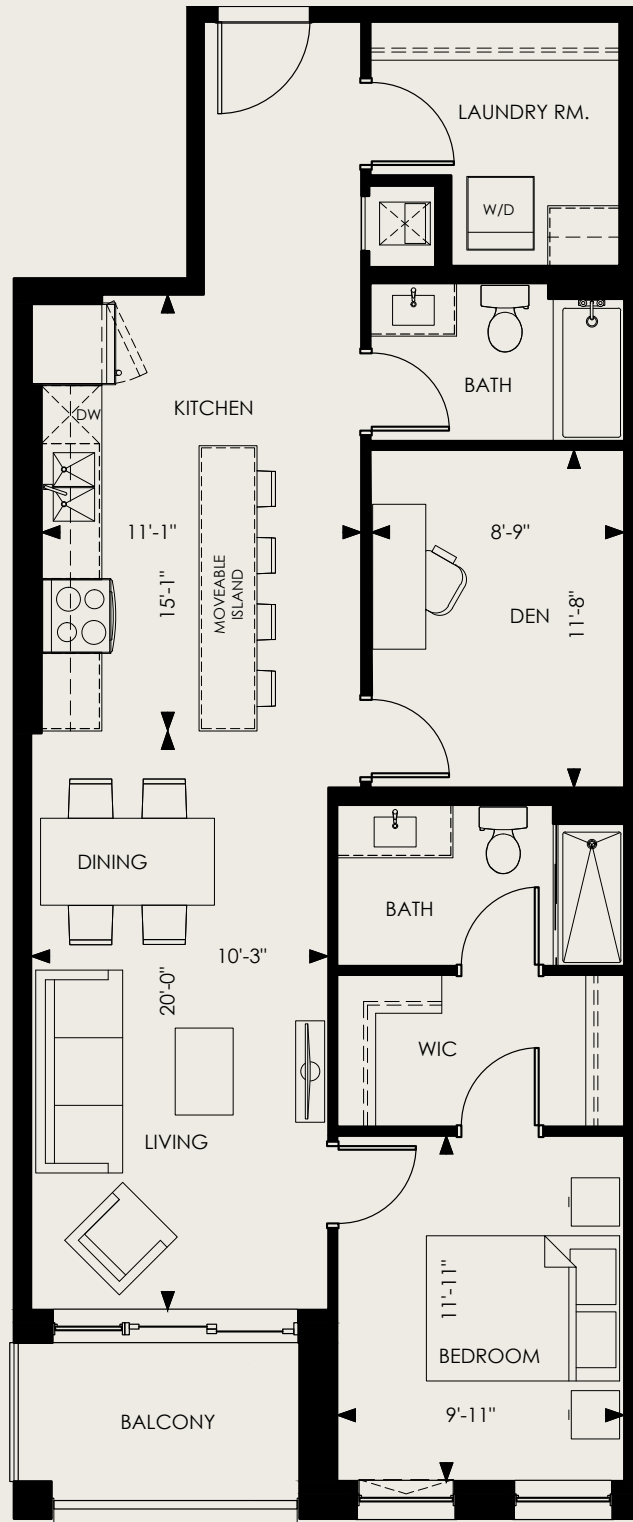 LAUNDRY RM.
W/D
BATH
KITCHEN
DW
11'-1"
15'-1"
MOVEABLE
ISLAND
8'-9"
DEN
11'-8"
DINING
BATH
10'-3"
20'-0"
WIC
LIVING
11'-11"
BEDROOM
9'-11"
BALCONY